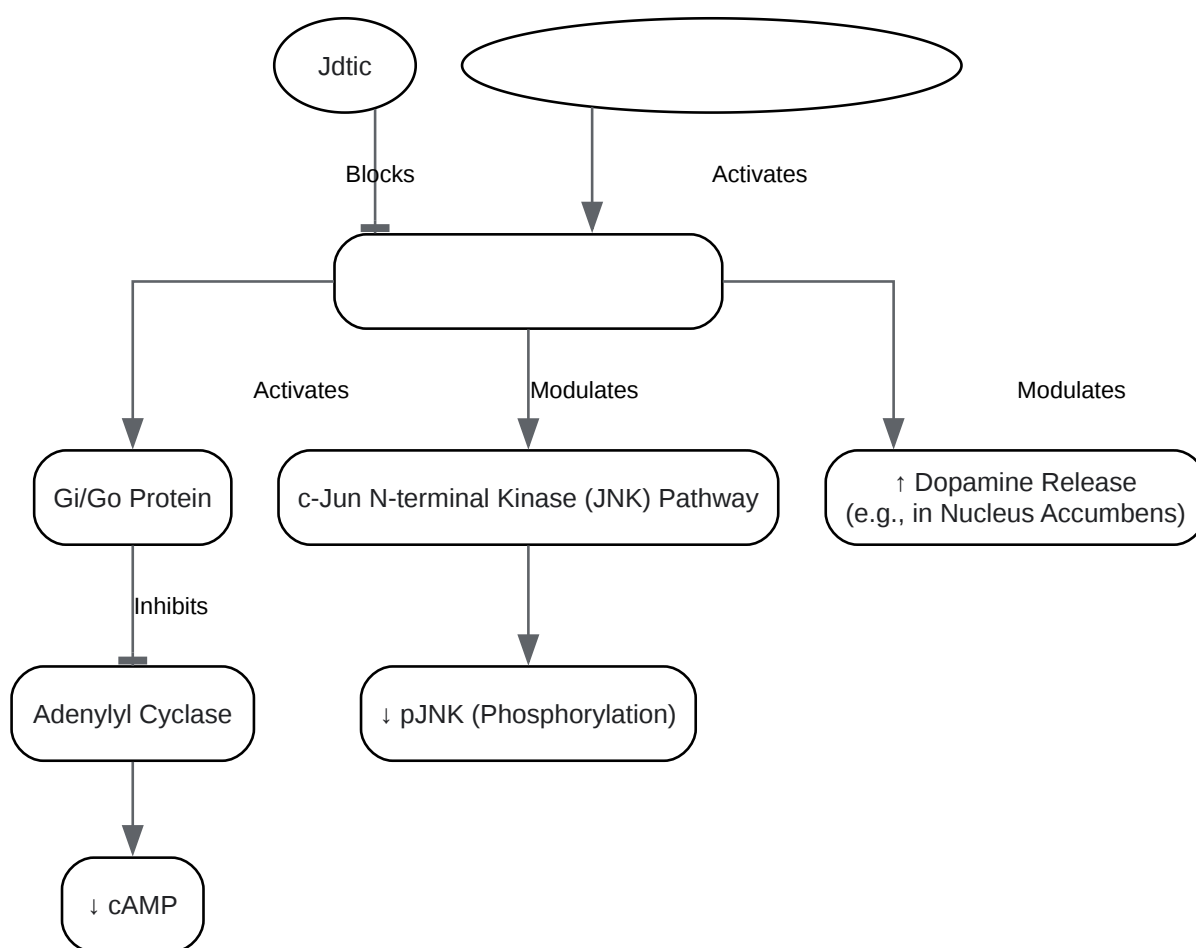 Jdtic
Blocks
Activates
Activates
Modulates
Modulates
Gi/Go Protein
c-Jun N-terminal Kinase (JNK) Pathway
↑ Dopamine Release
(e.g., in Nucleus Accumbens)
Inhibits
Adenylyl Cyclase
↓ pJNK (Phosphorylation)
↓ cAMP